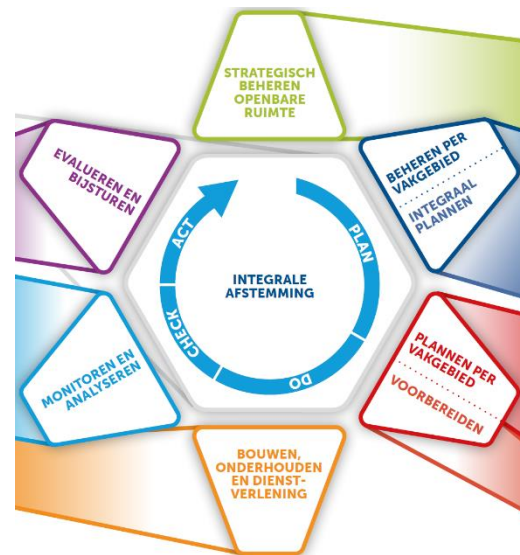 STRATEGISCH
BEHEREN
OPENBARE
RUIMTE
BEHEREN PER
VAKGEBIED
INTEGRAAL
PLANNEN
PLANNEN PER
VAKGEBIED
VOORBEREIDEN
BOUWEN,
ONDERHOUDEN
EN DIENST-
VERLENING
MONITOREN EN
ANALYSEREN
EVALUEREN EN
BIJSTUREN
PLAN
DO
CHECK
ACT
INTEGRALE
AFSTEMMING